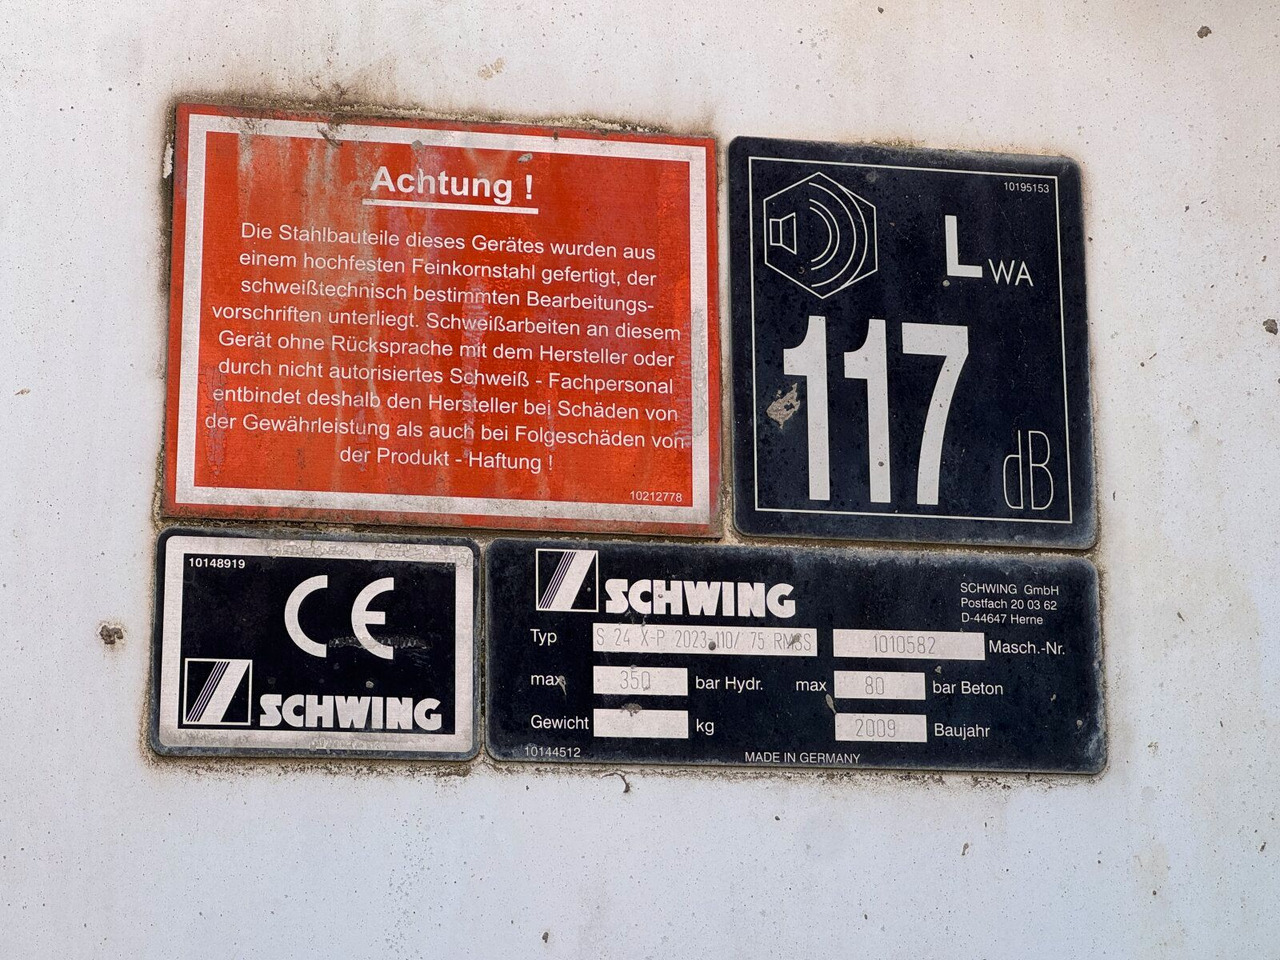 Achtung !
Die Stahlbauteile dieses Gerätes wurden aus
einem hochfesten Feinkornstahl gefertigt, der
schweißtechnisch bestimmten Bearbeitungs-
vorschriften unterliegt. Schweißarbeiten an diesem
Gerät ohne Rücksprache mit dem Hersteller oder
durch nicht autorisiertes Schweiß - Fachpersonal
entbindet deshalb den Hersteller bei Schäden von
der Gewährleistung als auch bei Folgeschäden von
der Produkt - Haftung !
10212778
10195153
LWA
117
dB
10148919
CE
SCHWING
SCHWING
SCHWING GmbH
Postfach 20 03 62
D-44647 Herne
Typ S 24 X-P 2023-110/ 75 RMSS 1010582 Masch.-Nr.
max 350 bar Hydr. max 80 bar Beton
Gewicht kg 2009 Baujahr
10144512 MADE IN GERMANY